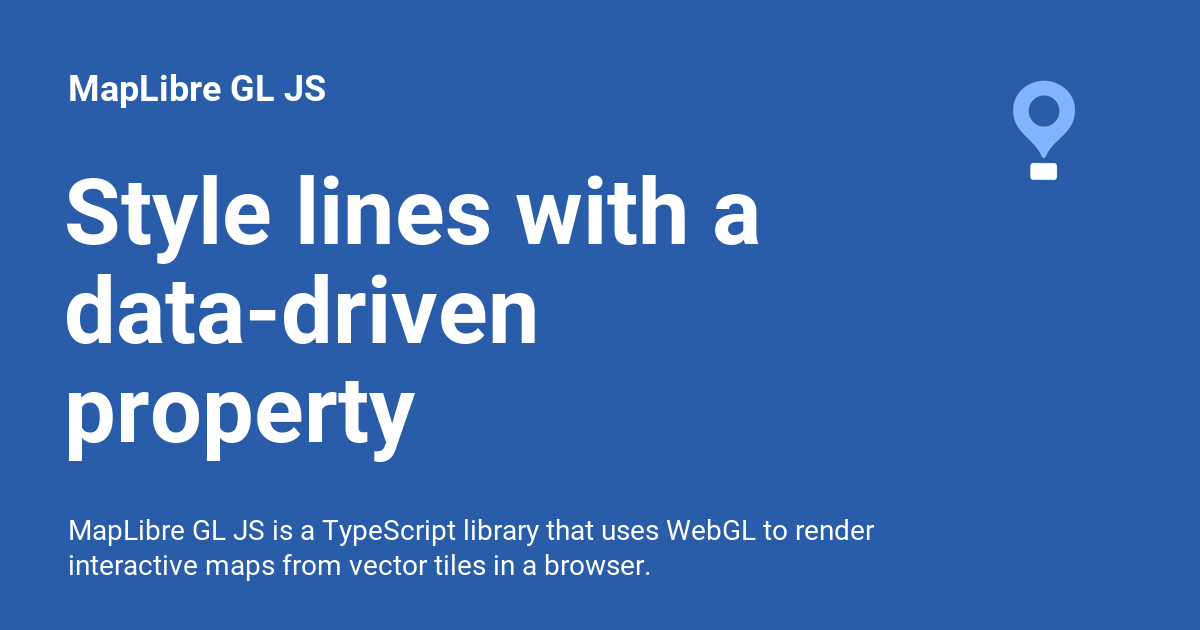 MapLibre GL JS
Style lines with a
data-driven
property
MapLibre GL JS is a TypeScript library that uses WebGL to render
interactive maps from vector tiles in a browser.